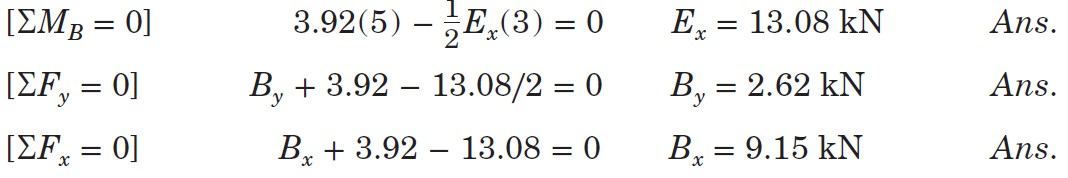 [ΣM_B = 0] 3.92(5) − ½E_x(3) = 0 E_x = 13.08 kN Ans.
[ΣF_y = 0] B_y + 3.92 − 13.08/2 = 0 B_y = 2.62 kN Ans.
[ΣF_x = 0] B_x + 3.92 − 13.08 = 0 B_x = 9.15 kN Ans.